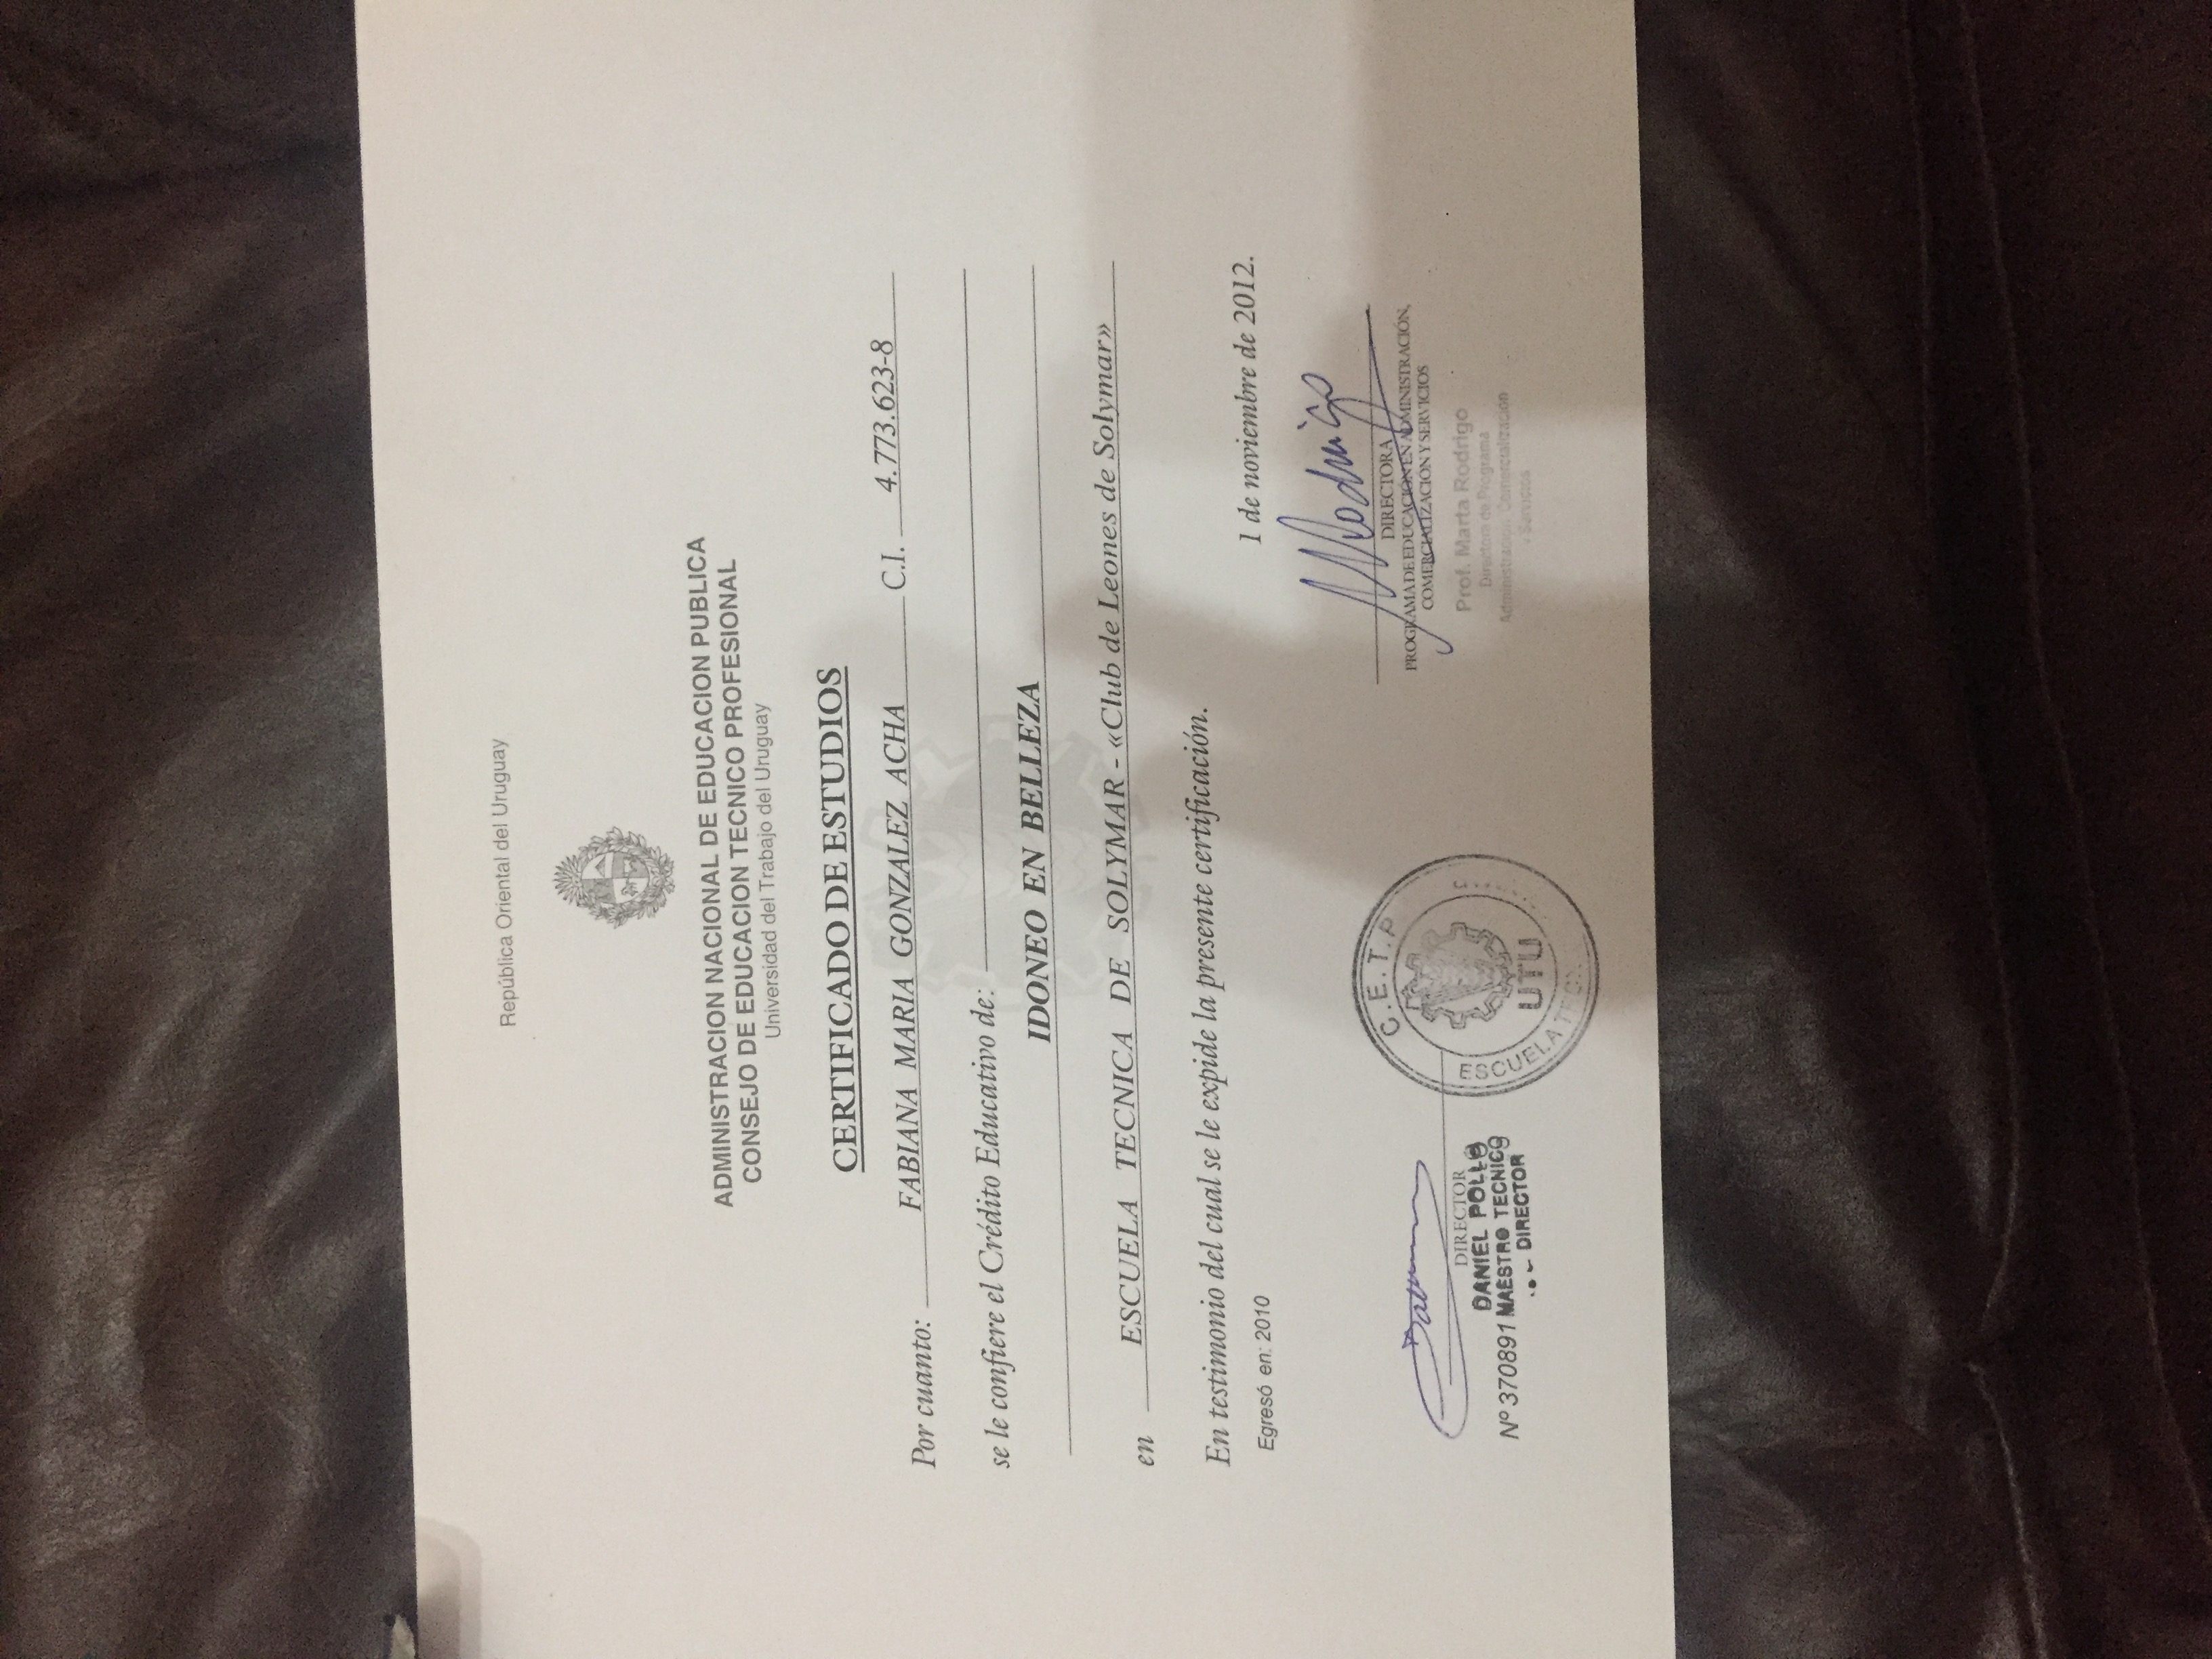 República Oriental del Uruguay
ADMINISTRACION NACIONAL DE EDUCACION PUBLICA
CONSEJO DE EDUCACION TECNICO PROFESIONAL
Universidad del Trabajo del Uruguay
CERTIFICADO DE ESTUDIOS
Por cuanto: FABIANA MARIA GONZALEZ ACHA C.I. 4.773.623-8
se le confiere el Crédito Educativo de:
IDONEO EN BELLEZA
en ESCUELA TECNICA DE SOLYMAR - «Club de Leones de Solymar»
En testimonio del cual se le expide la presente certificación.
Egresó en: 2010
1 de noviembre de 2012.
MRodrigo
DIRECTORA
PROGRAMA DE EDUCACIÓN EN ADMINISTRACIÓN,
COMERCIALIZACIÓN Y SERVICIOS
Prof. Marta Rodrigo
Directora de Programa
Administración Comercialización
y Servicios
DIRECTOR
DANIEL POLLO
Nº 370891 MAESTRO TECNICO
DIRECTOR
C.E.T.P
ESCUELA
UTU